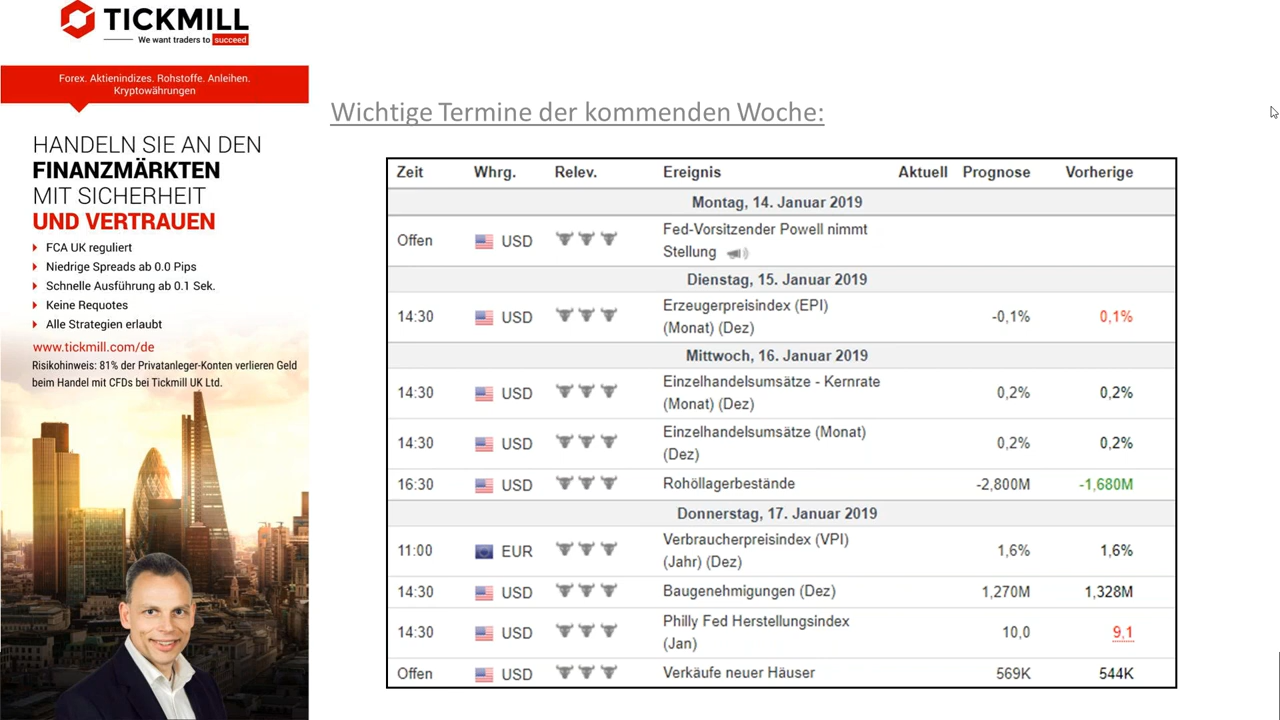 TICKMILL
We want traders to succeed
Forex. Aktienindizes. Rohstoffe. Anleihen.
Kryptowährungen
HANDELN SIE AN DEN
FINANZMÄRKTEN
MIT SICHERHEIT
UND VERTRAUEN
FCA UK reguliert
Niedrige Spreads ab 0.0 Pips
Schnelle Ausführung ab 0.1 Sek.
Keine Requotes
Alle Strategien erlaubt
www.tickmill.com/de
Risikohinweis: 81% der Privatanleger-Konten verlieren Geld
beim Handel mit CFDs bei Tickmill UK Ltd.
Wichtige Termine der kommenden Woche:
Zeit Whrg. Relev. Ereignis Aktuell Prognose Vorherige
Montag, 14. Januar 2019
Offen USD Fed-Vorsitzender Powell nimmt
Stellung
Dienstag, 15. Januar 2019
14:30 USD Erzeugerpreisindex (EPI)
(Monat) (Dez) -0,1% 0,1%
Mittwoch, 16. Januar 2019
14:30 USD Einzelhandelsumsätze - Kernrate
(Monat) (Dez) 0,2% 0,2%
14:30 USD Einzelhandelsumsätze (Monat)
(Dez) 0,2% 0,2%
16:30 USD Rohöllagerbestände -2,800M -1,680M
Donnerstag, 17. Januar 2019
11:00 EUR Verbraucherpreisindex (VPI)
(Jahr) (Dez) 1,6% 1,6%
14:30 USD Baugenehmigungen (Dez) 1,270M 1,328M
14:30 USD Philly Fed Herstellungsindex
(Jan) 10,0 9,1
Offen USD Verkäufe neuer Häuser 569K 544K